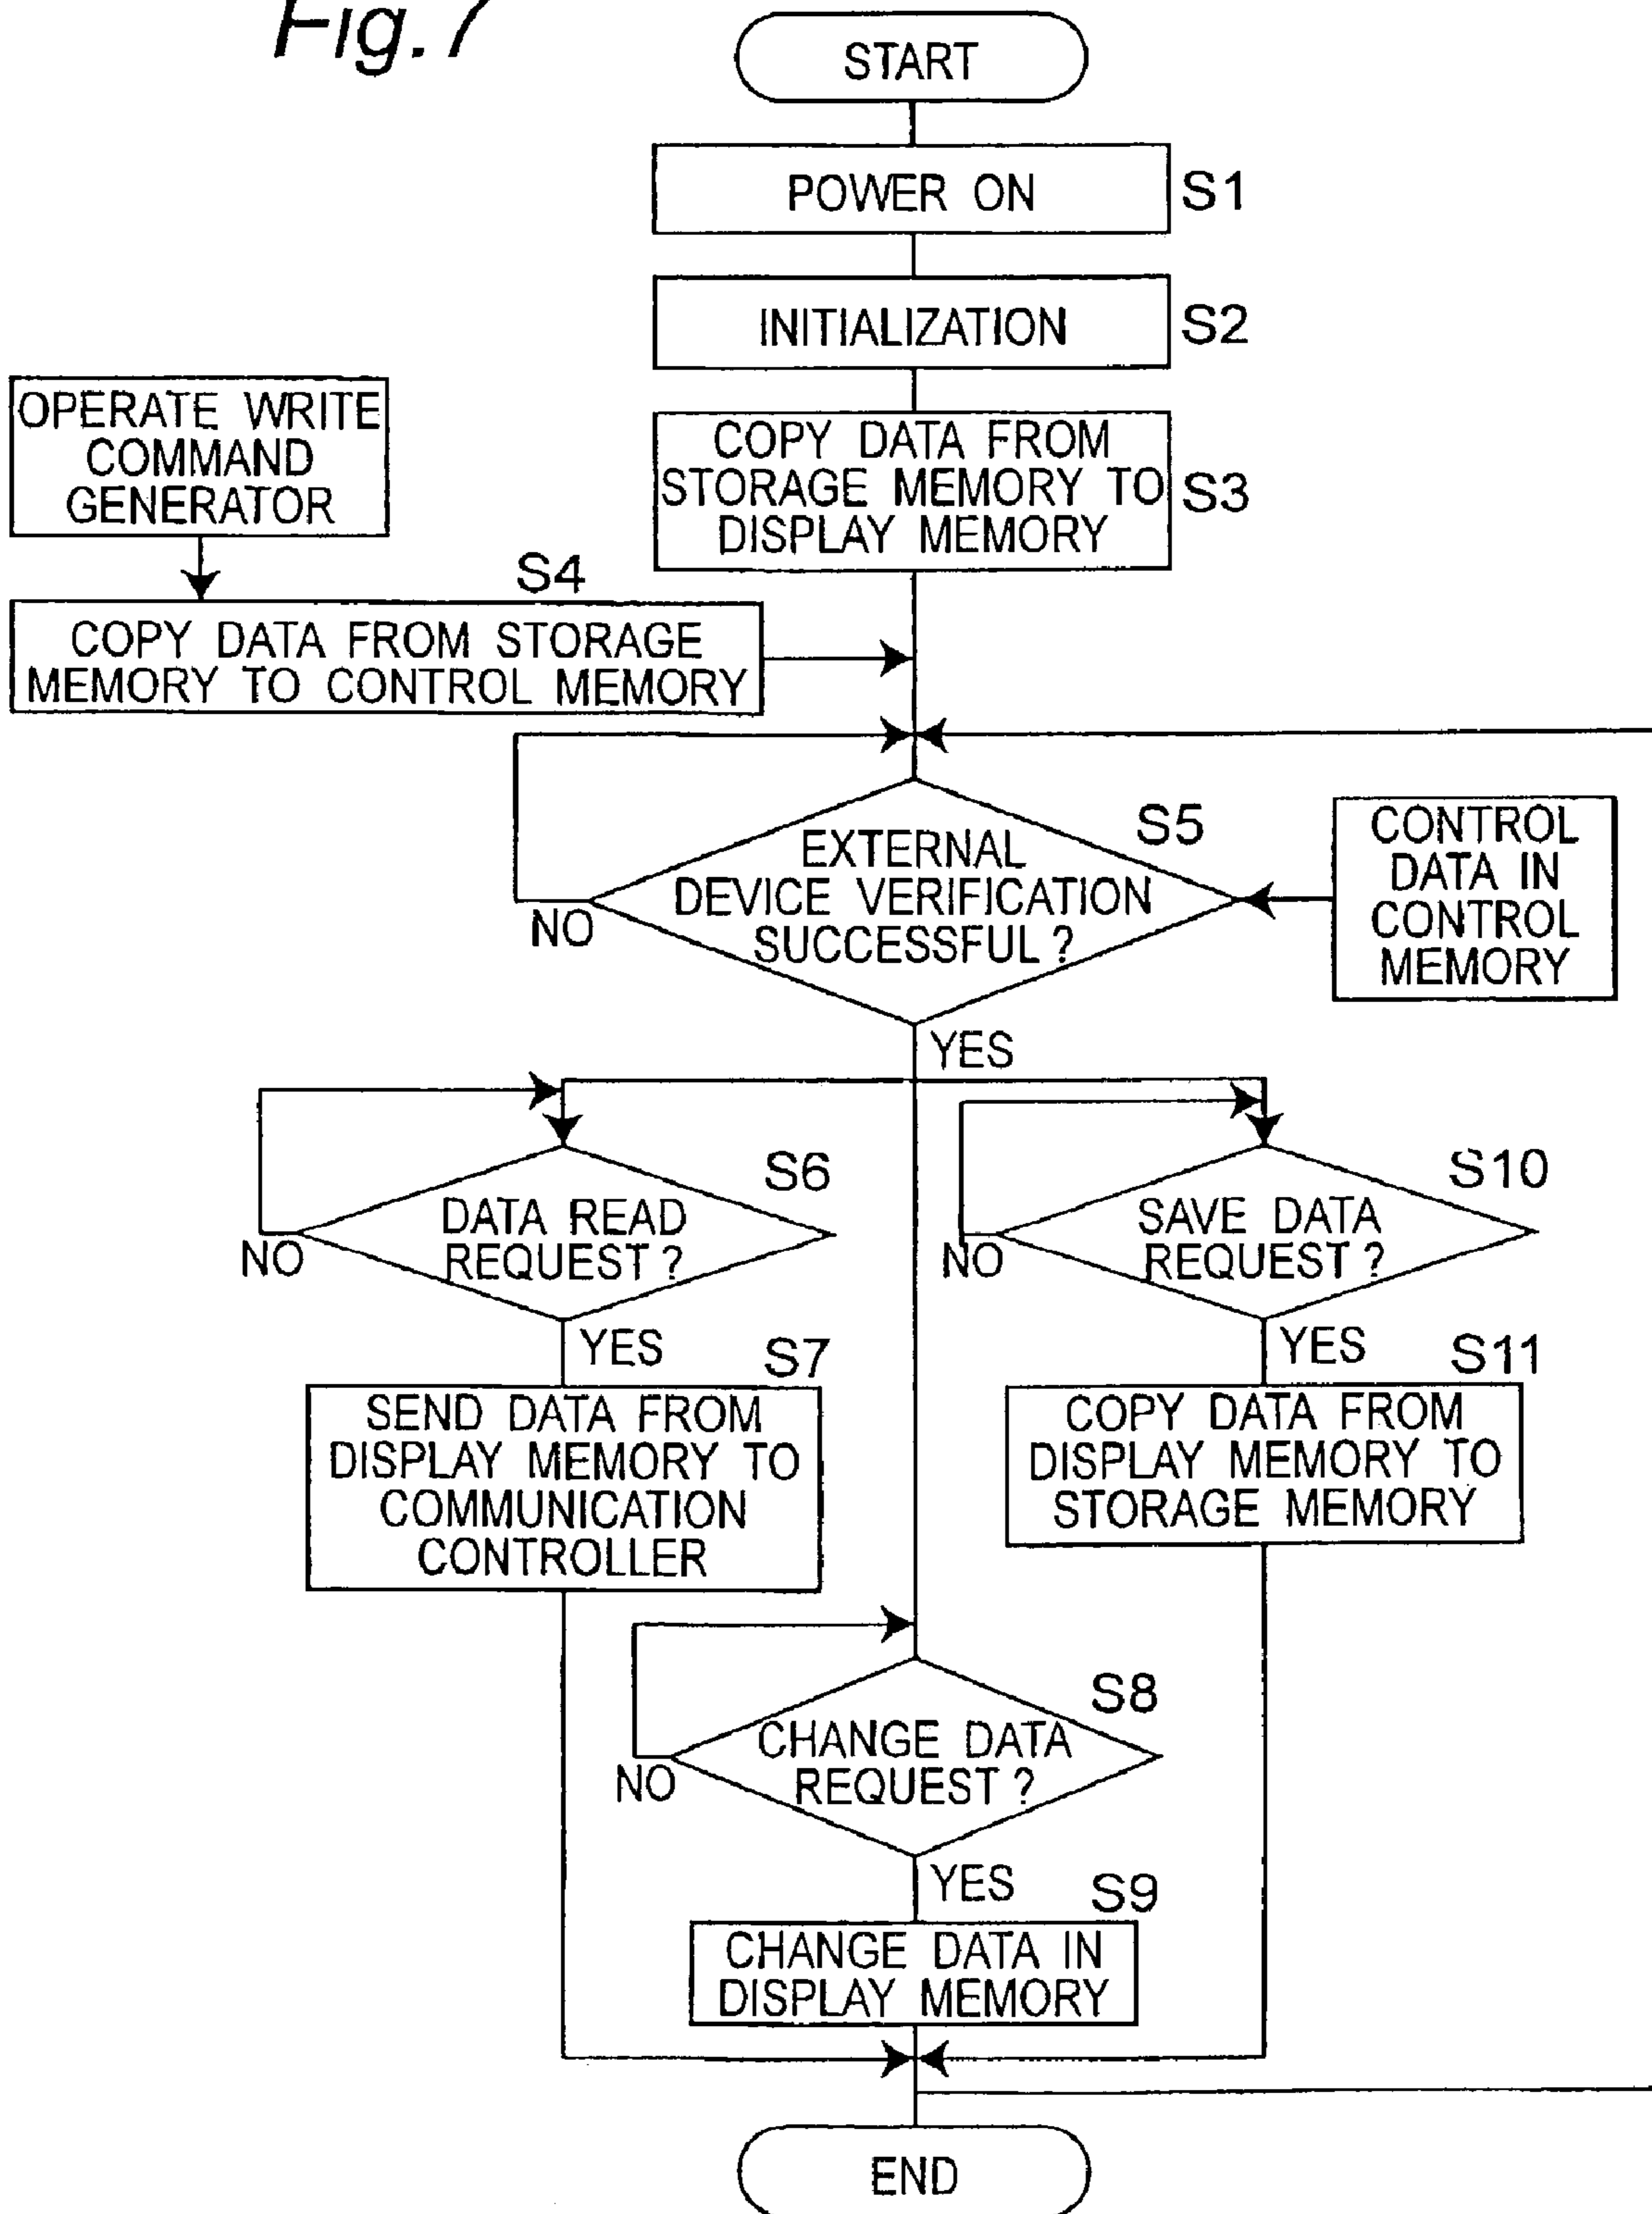 Fig.7
START
POWER ON
S1
INITIALIZATION
S2
OPERATE WRITE
COMMAND
GENERATOR
COPY DATA FROM
STORAGE MEMORY TO
DISPLAY MEMORY
S3
S4
COPY DATA FROM STORAGE
MEMORY TO CONTROL MEMORY
S5
EXTERNAL
DEVICE VERIFICATION
SUCCESSFUL ?
NO
CONTROL
DATA IN
CONTROL
MEMORY
YES
S6
DATA READ
REQUEST ?
NO
S10
SAVE DATA
REQUEST ?
NO
YES
S7
SEND DATA FROM
DISPLAY MEMORY TO
COMMUNICATION
CONTROLLER
YES
S11
COPY DATA FROM
DISPLAY MEMORY TO
STORAGE MEMORY
S8
CHANGE DATA
REQUEST ?
NO
YES
S9
CHANGE DATA IN
DISPLAY MEMORY
END